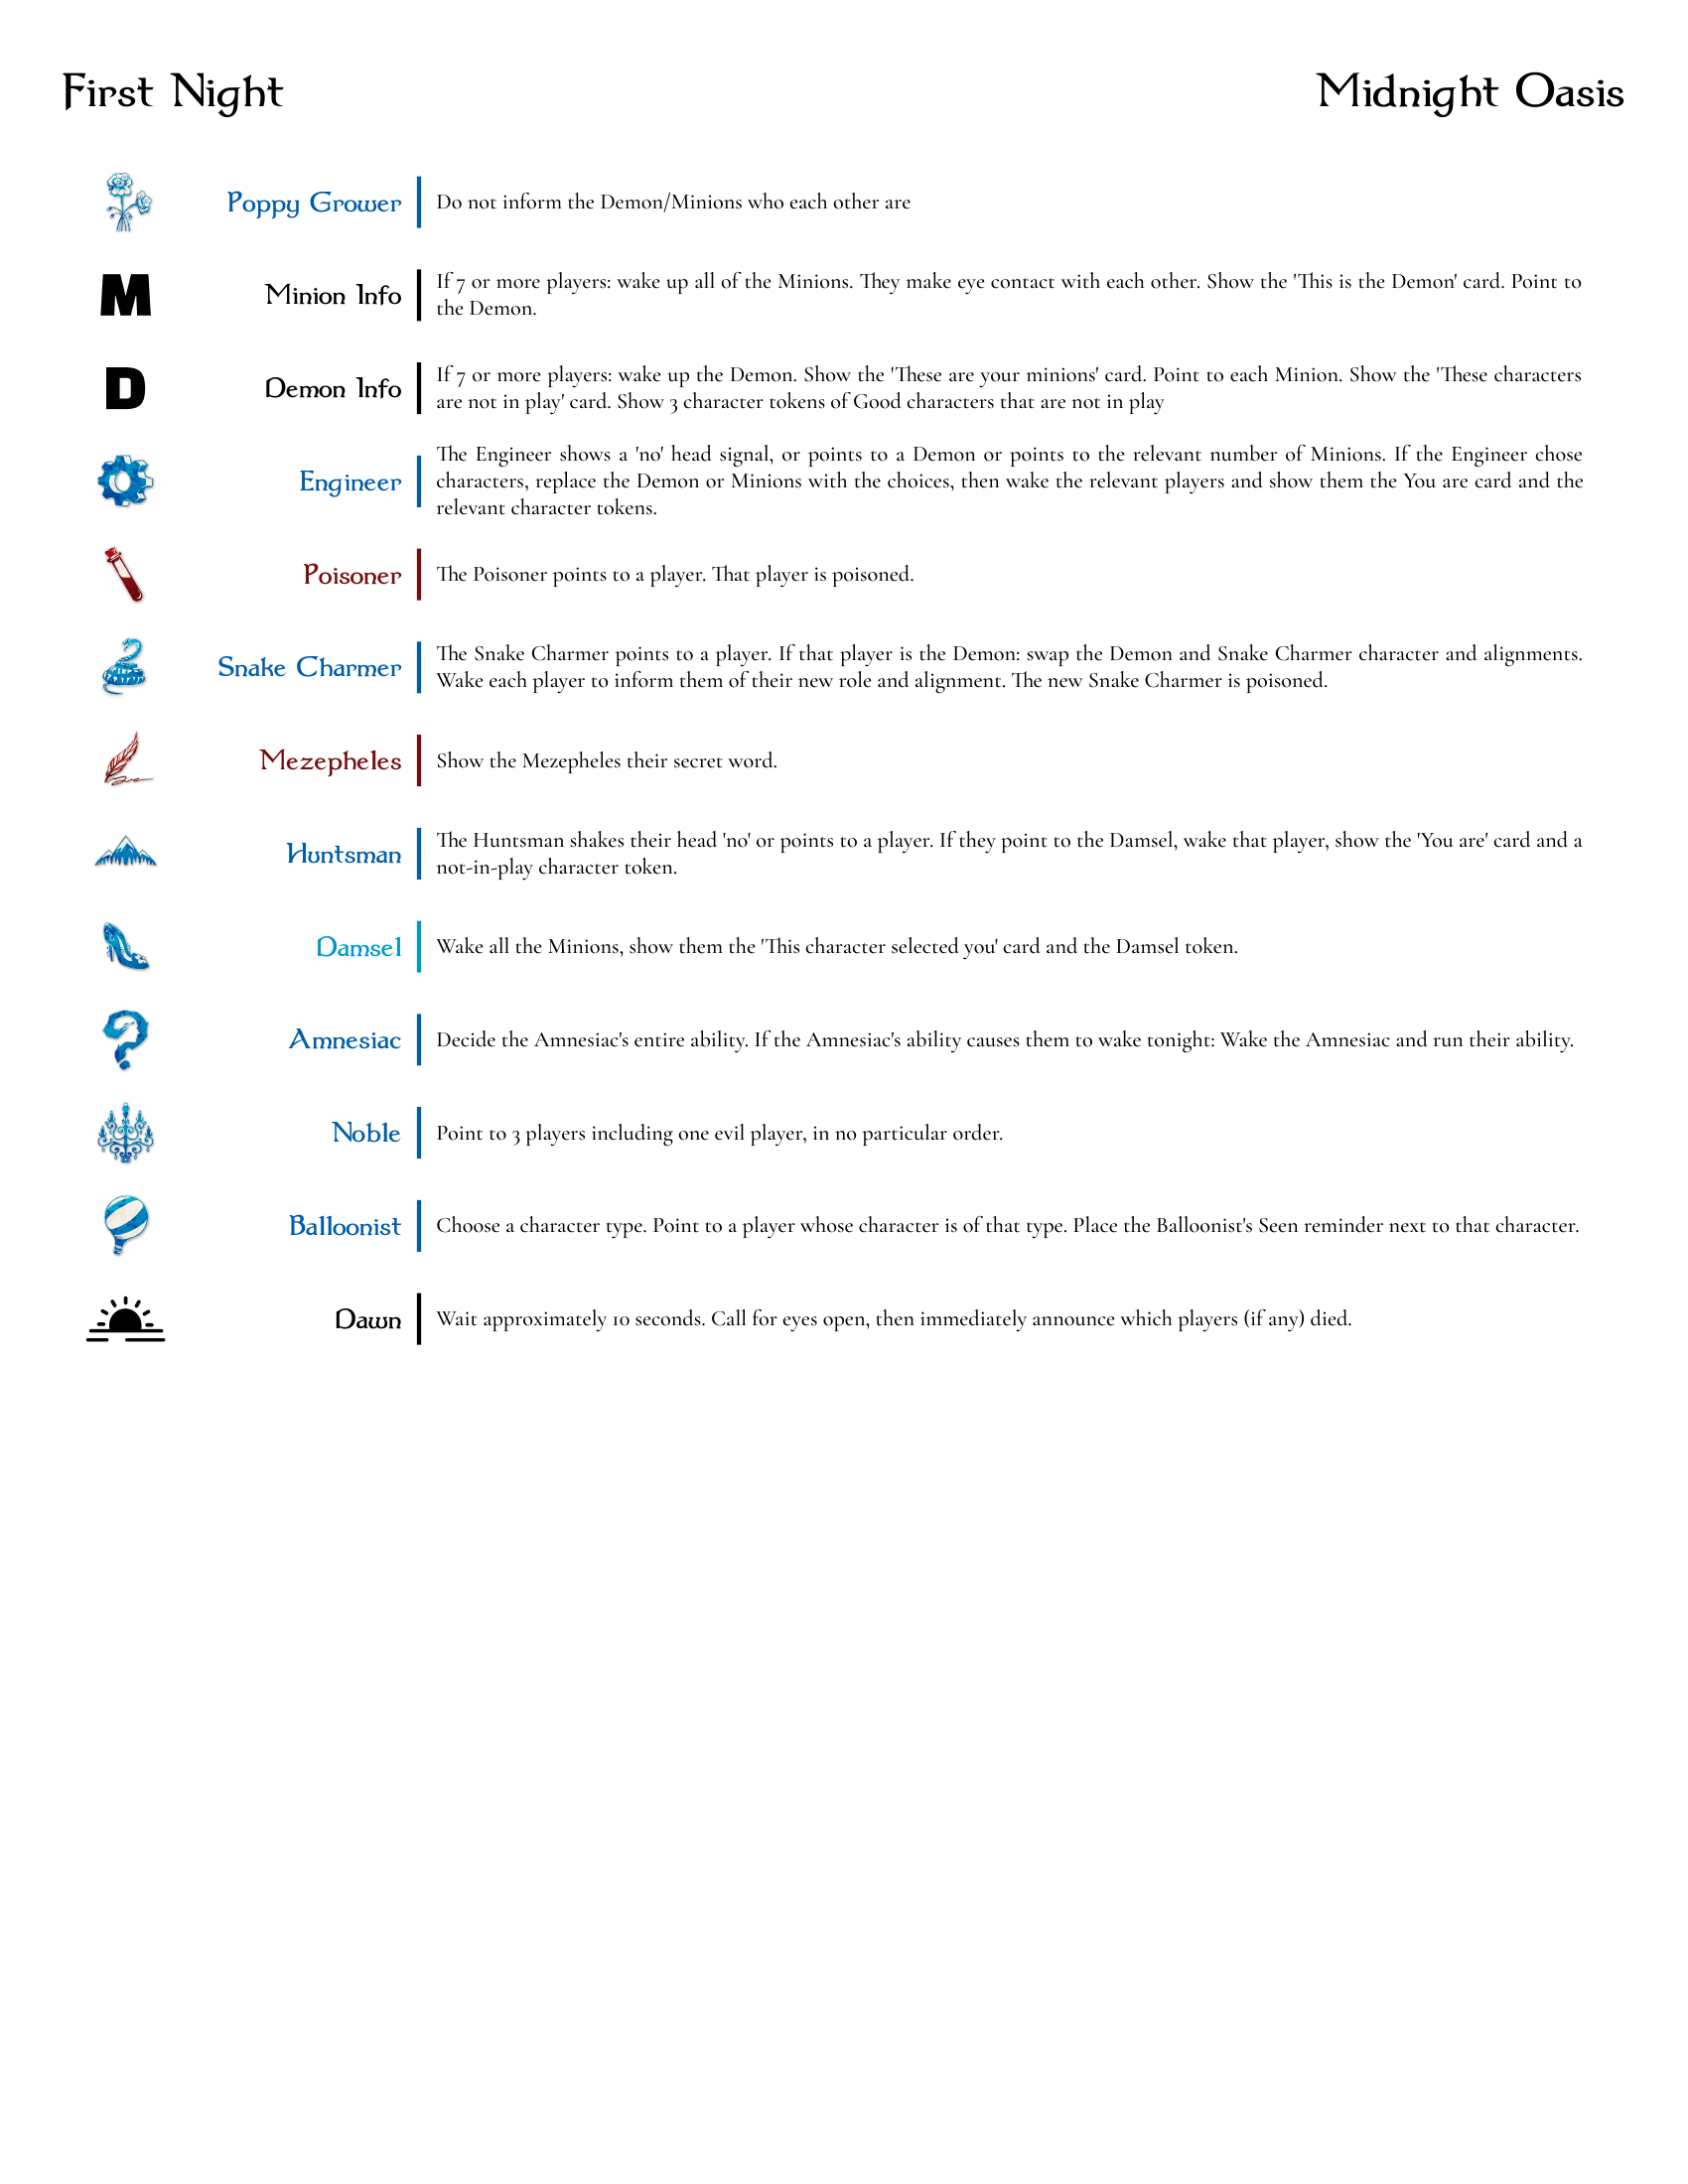 First Night
Midnight Oasis
Poppy Grower
Do not inform the Demon/Minions who each other are
M
Minion Info
If 7 or more players: wake up all of the Minions. They make eye contact with each other. Show the 'This is the Demon' card. Point to
the Demon.
D
Demon Info
If 7 or more players: wake up the Demon. Show the 'These are your minions' card. Point to each Minion. Show the 'These characters
are not in play' card. Show 3 character tokens of Good characters that are not in play
Engineer
The Engineer shows a 'no' head signal, or points to a Demon or points to the relevant number of Minions. If the Engineer chose
characters, replace the Demon or Minions with the choices, then wake the relevant players and show them the You are card and the
relevant character tokens.
Poisoner
The Poisoner points to a player. That player is poisoned.
Snake Charmer
The Snake Charmer points to a player. If that player is the Demon: swap the Demon and Snake Charmer character and alignments.
Wake each player to inform them of their new role and alignment. The new Snake Charmer is poisoned.
Mezepheles
Show the Mezepheles their secret word.
Huntsman
The Huntsman shakes their head 'no' or points to a player. If they point to the Damsel, wake that player, show the 'You are' card and a
not-in-play character token.
Damsel
Wake all the Minions, show them the 'This character selected you' card and the Damsel token.
Amnesiac
Decide the Amnesiac's entire ability. If the Amnesiac's ability causes them to wake tonight: Wake the Amnesiac and run their ability.
Noble
Point to 3 players including one evil player, in no particular order.
Balloonist
Choose a character type. Point to a player whose character is of that type. Place the Balloonist's Seen reminder next to that character.
Dawn
Wait approximately 10 seconds. Call for eyes open, then immediately announce which players (if any) died.